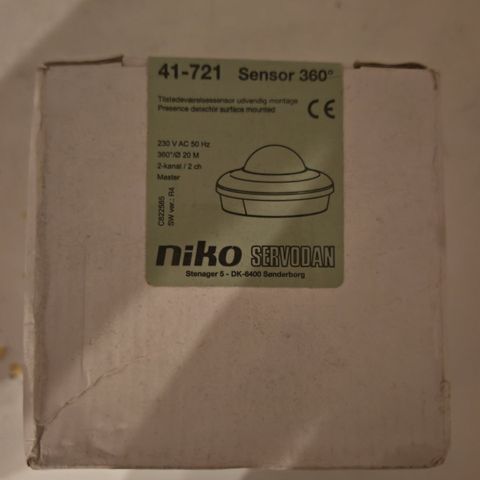 41-721 Sensor 360°
Tilstedeværelsessensor udvendig montage
Presence detector surface mounted
CE
230 V AC 50 Hz
360°/Ø 20 M
2-kanal / 2 ch
Master
C822565
SW ver.: R4
niko SERVODAN
Stenager 5 - DK-6400 Sønderborg